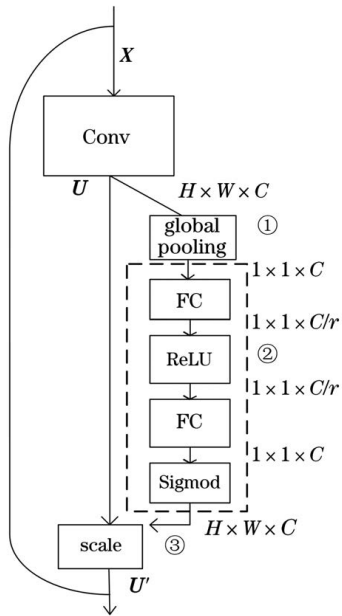 X
Conv
U
H × W × C
global
pooling
①
1 × 1 × C
FC
1 × 1 × C/r
ReLU
②
1 × 1 × C/r
FC
1 × 1 × C
Sigmod
H × W × C
scale
③
U′